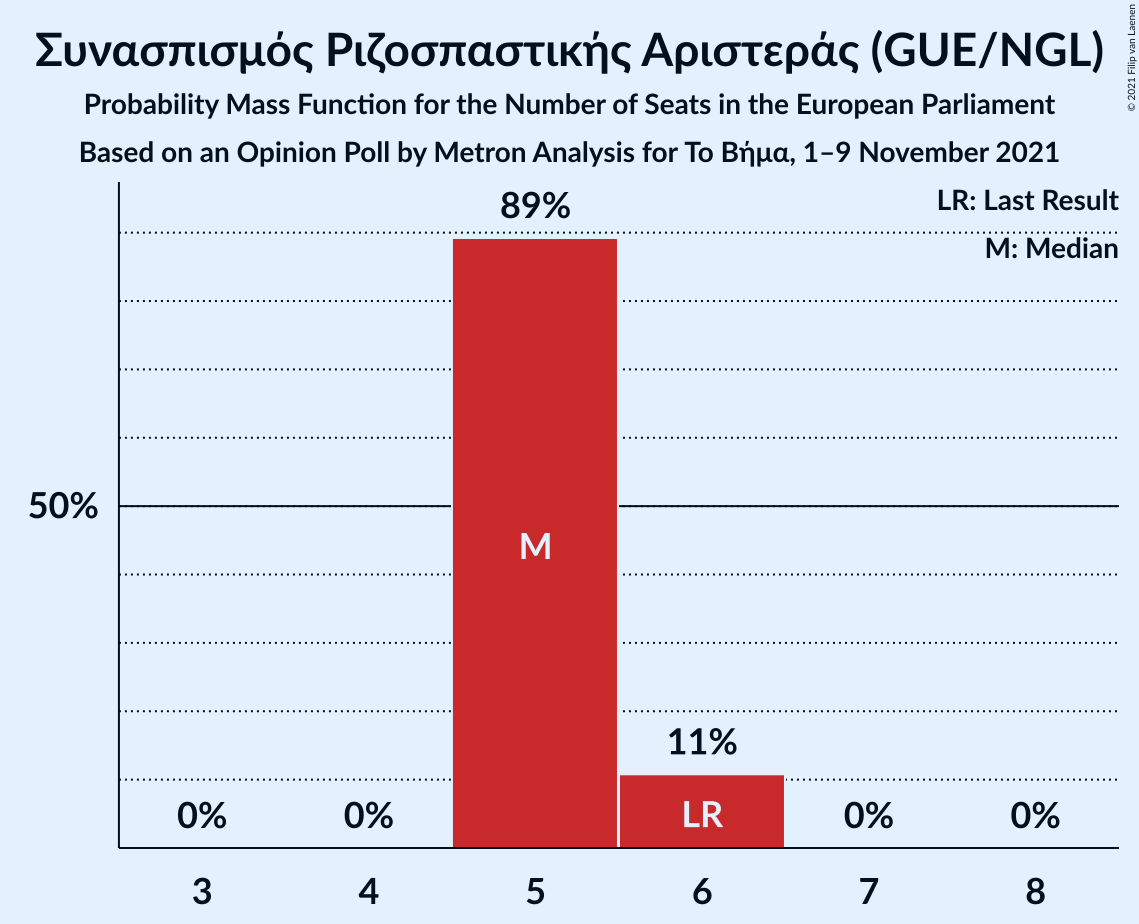 Συνασπισμός Ριζοσπαστικής Αριστεράς (GUE/NGL)
© 2021 Filip van Laenen
Probability Mass Function for the Number of Seats in the European Parliament
Based on an Opinion Poll by Metron Analysis for Το Βήμα, 1–9 November 2021
LR: Last Result
M: Median
89%
50%
M
11%
LR
0%
0%
0%
0%
3
4
5
6
7
8